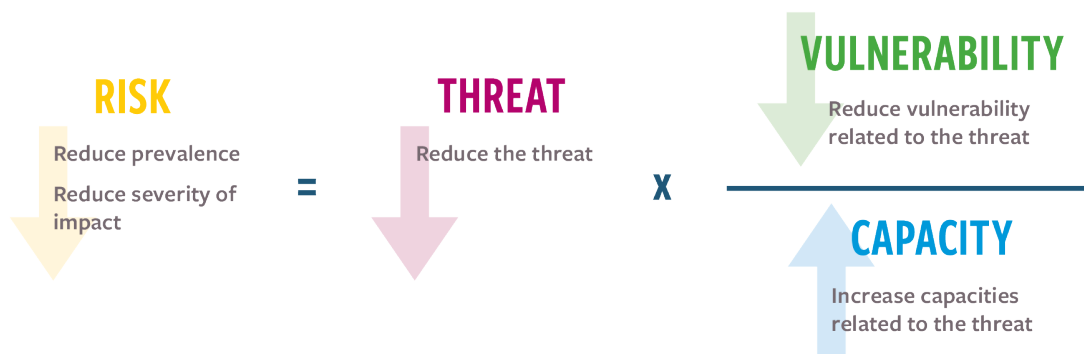 RISK
Reduce prevalence
Reduce severity of
impact
=
THREAT
Reduce the threat
x
VULNERABILITY
Reduce vulnerability
related to the threat
CAPACITY
Increase capacities
related to the threat